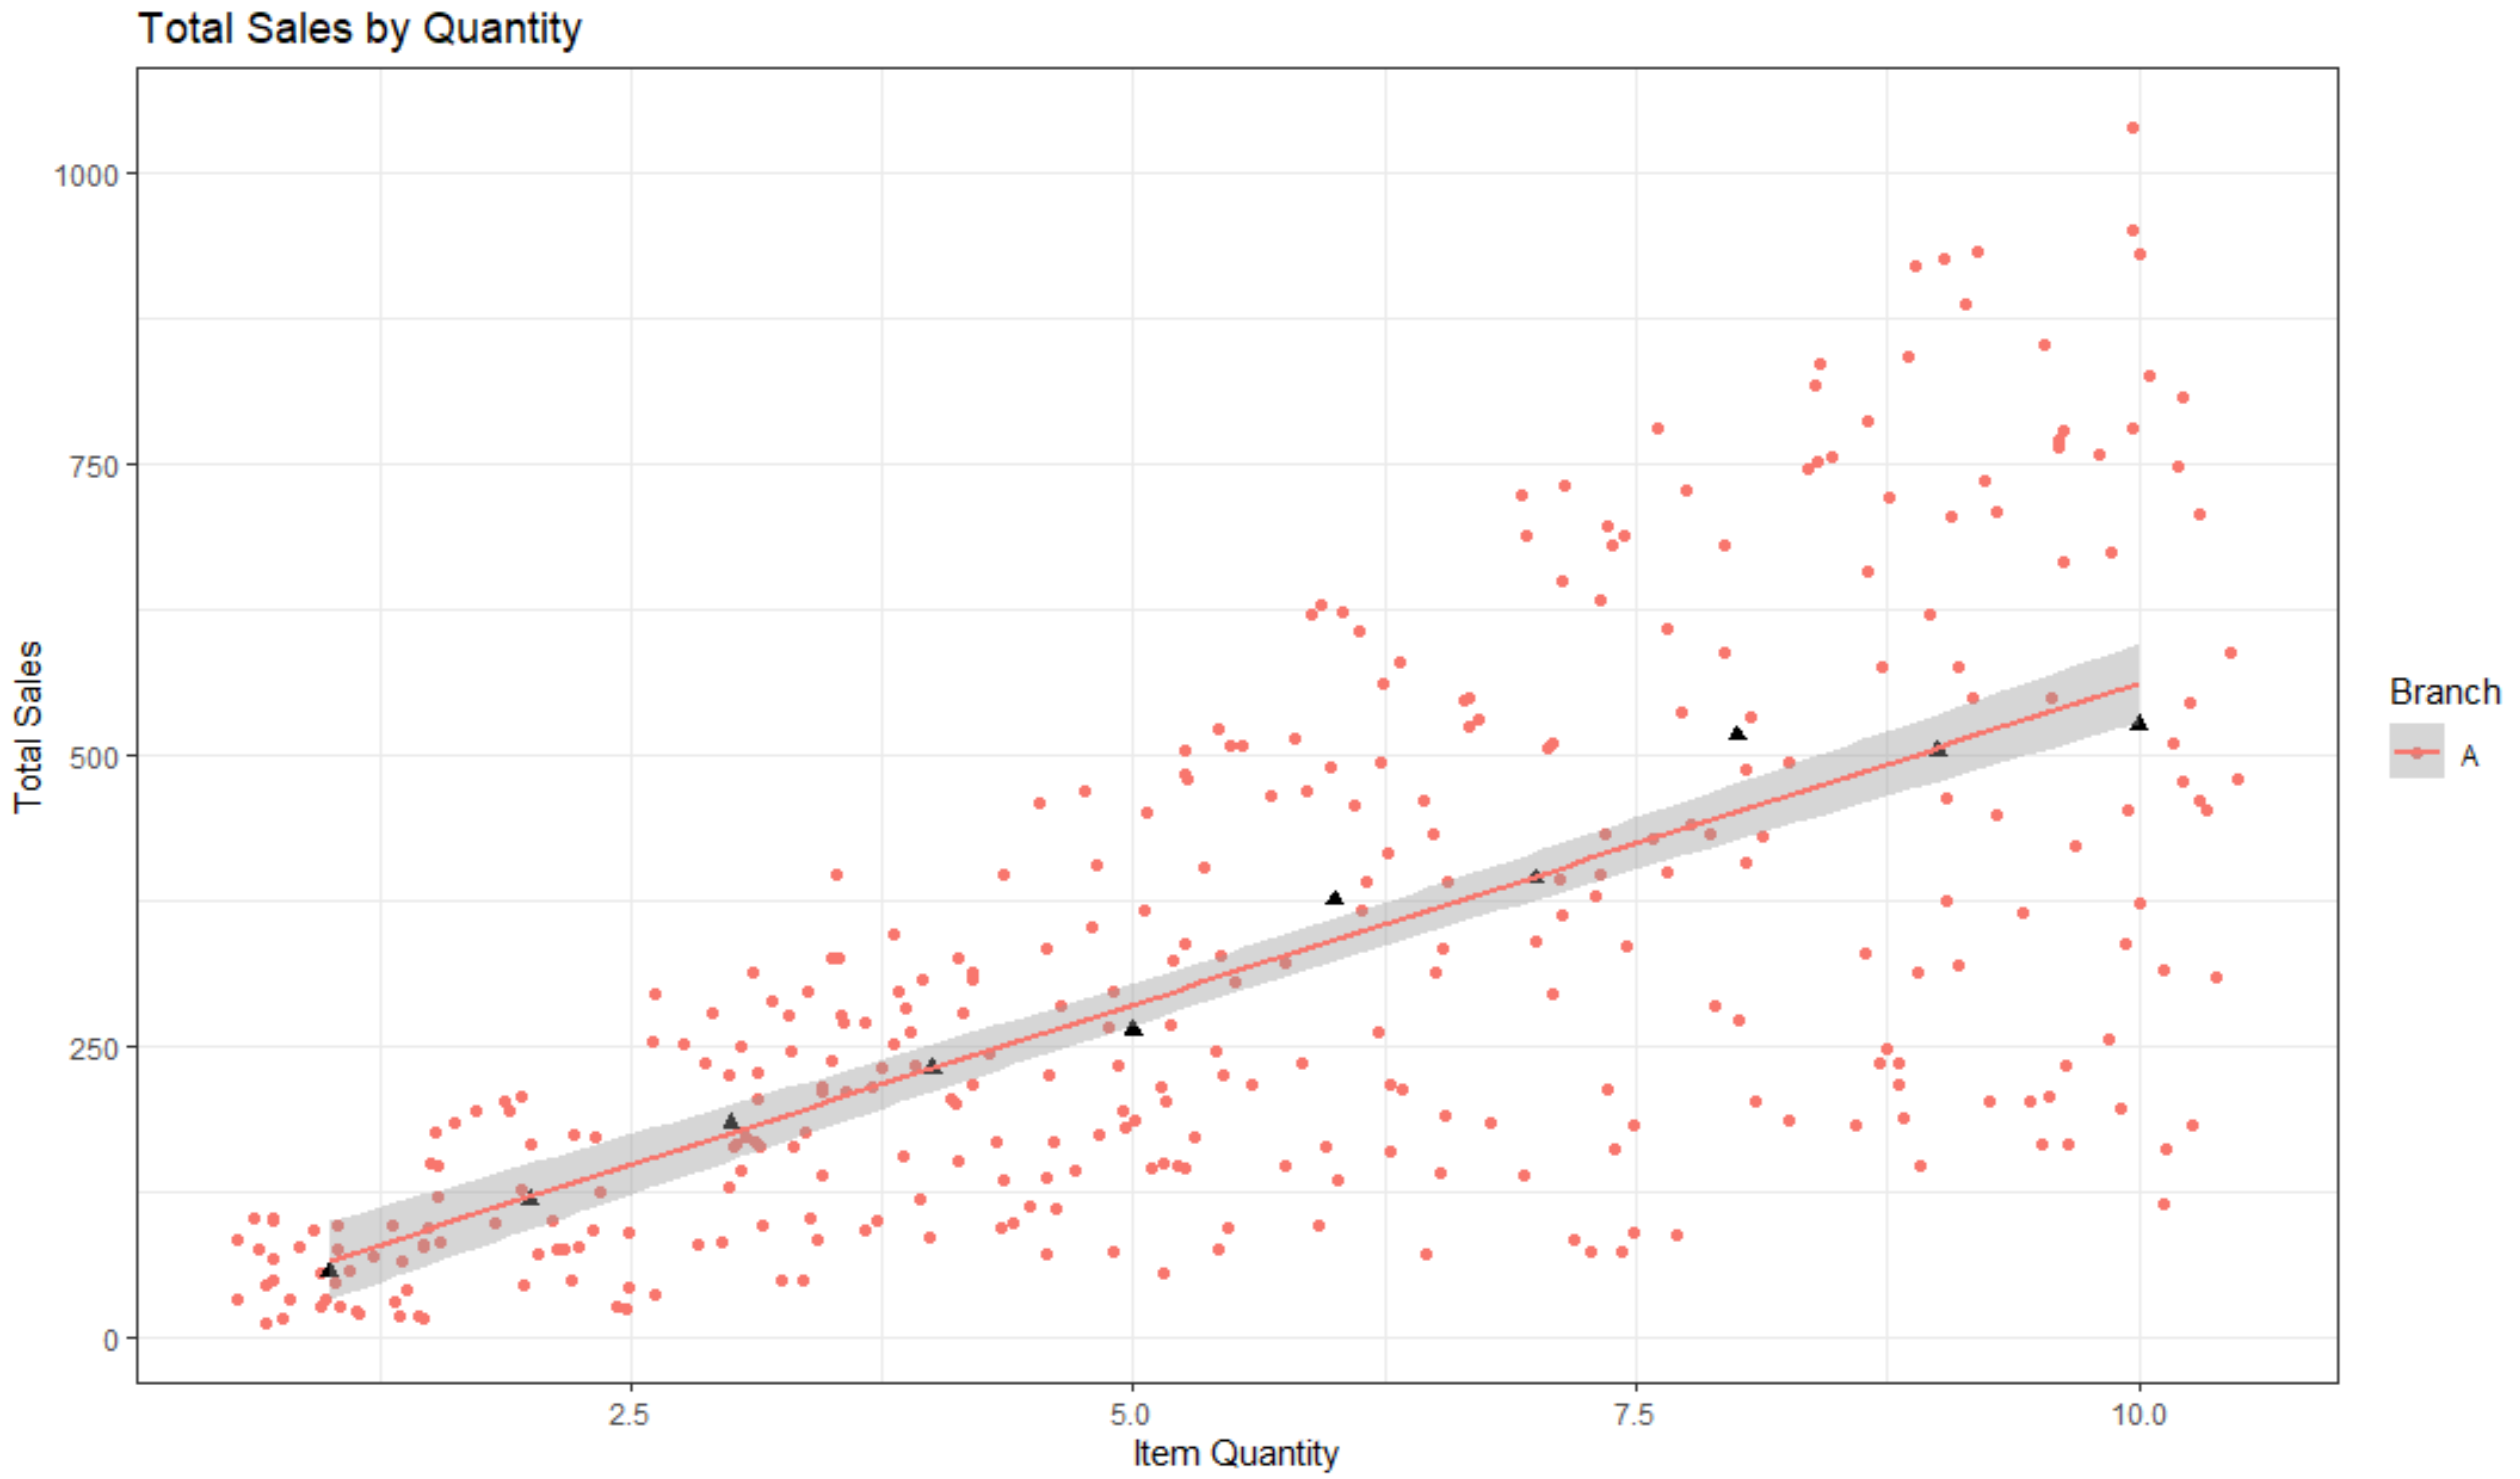 Total Sales by Quantity
1000
750
500
250
0
Total Sales
2.5 5.0 7.5 10.0
Item Quantity
Branch
A